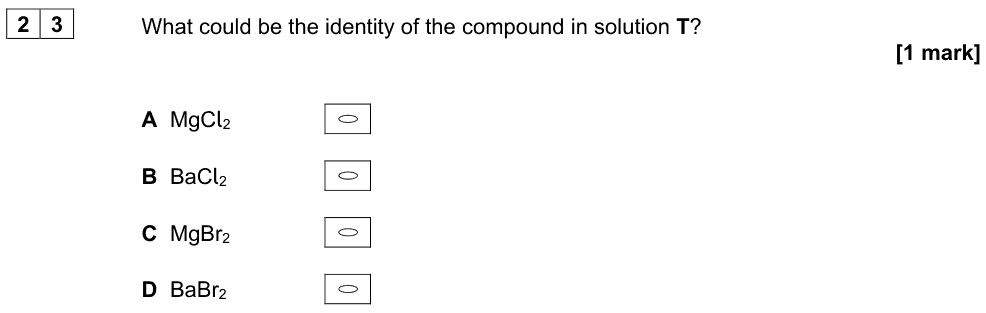 2 3 What could be the identity of the compound in solution T?
[1 mark]
A MgCl₂
B BaCl₂
C MgBr₂
D BaBr₂